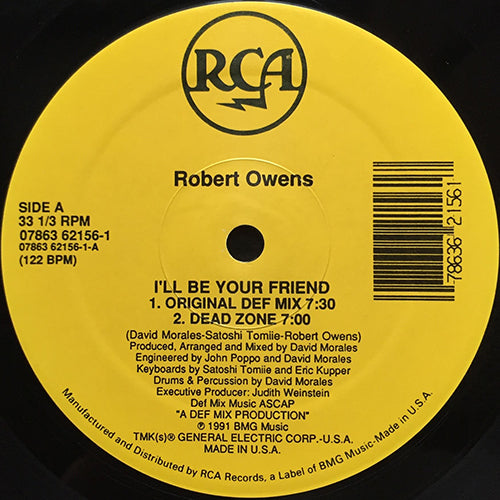 RCA
Robert Owens
SIDE A
33 1/3 RPM
07863 62156-1
07863 62156-1-A
(122 BPM)
78636 21561
I'LL BE YOUR FRIEND
1. ORIGINAL DEF MIX 7:30
2. DEAD ZONE 7:00
(David Morales-Satoshi Tomiie-Robert Owens)
Produced, Arranged and Mixed by David Morales
Engineered by John Poppo and David Morales
Keyboards by Satoshi Tomiie and Eric Kupper
Drums & Percussion by David Morales
Executive Producer: Judith Weinstein
Def Mix Music ASCAP
"A DEF MIX PRODUCTION"
℗ 1991 BMG Music
TMK(s)® GENERAL ELECTRIC CORP.-U.S.A.
Manufactured and Distributed by RCA Records, a Label of BMG Music-Made in U.S.A.